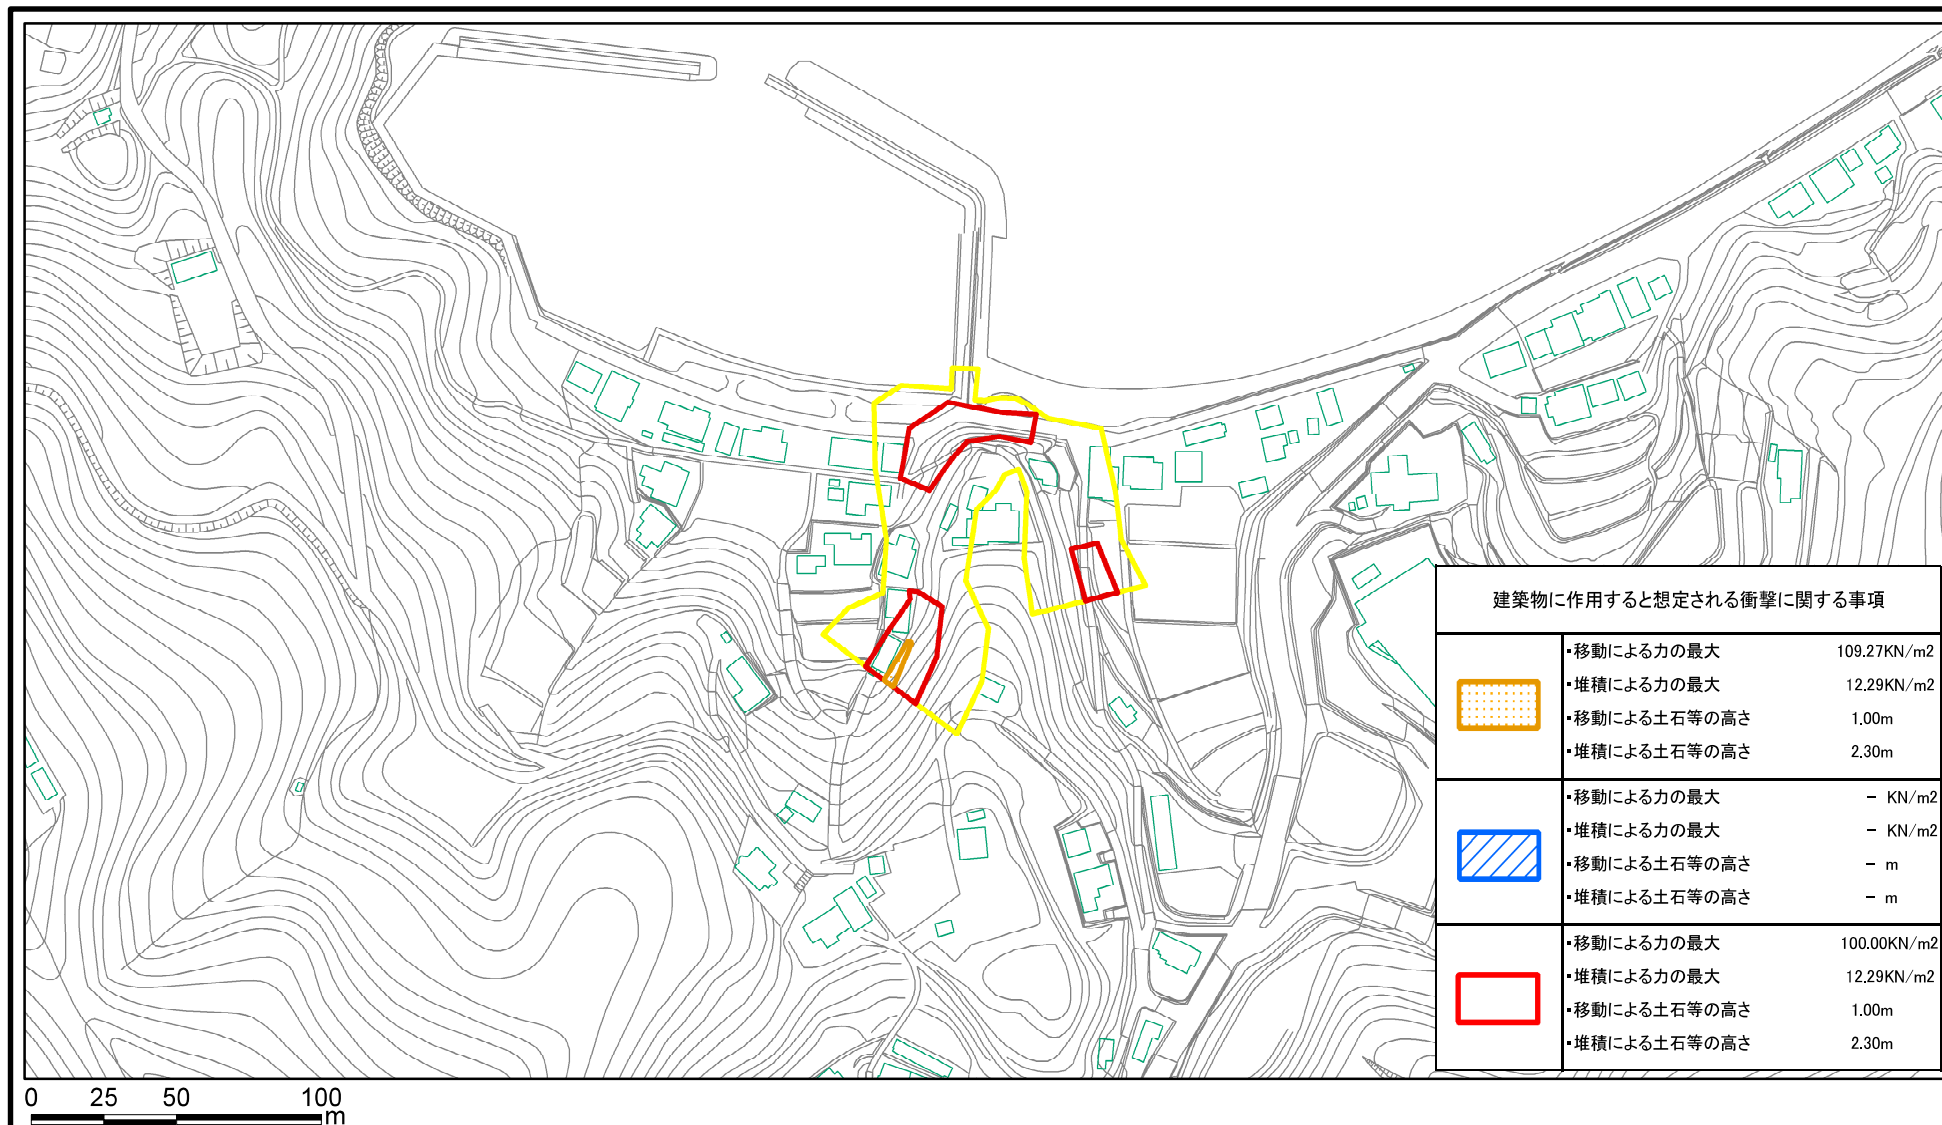 建築物に作用すると想定される衝撃に関する事項
・移動による力の最大 109.27KN/m2
・堆積による力の最大 12.29KN/m2
・移動による土石等の高さ 1.00m
・堆積による土石等の高さ 2.30m
・移動による力の最大 － KN/m2
・堆積による力の最大 － KN/m2
・移動による土石等の高さ － m
・堆積による土石等の高さ － m
・移動による力の最大 100.00KN/m2
・堆積による力の最大 12.29KN/m2
・移動による土石等の高さ 1.00m
・堆積による土石等の高さ 2.30m
0 25 50 100
m